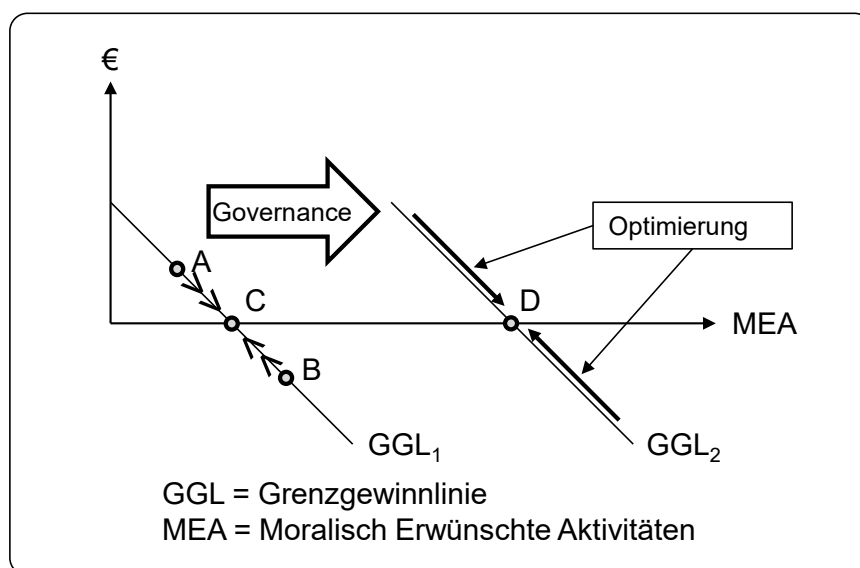 €
Governance
Optimierung
A
C
D
MEA
B
GGL₁
GGL₂
GGL = Grenzgewinnlinie
MEA = Moralisch Erwünschte Aktivitäten